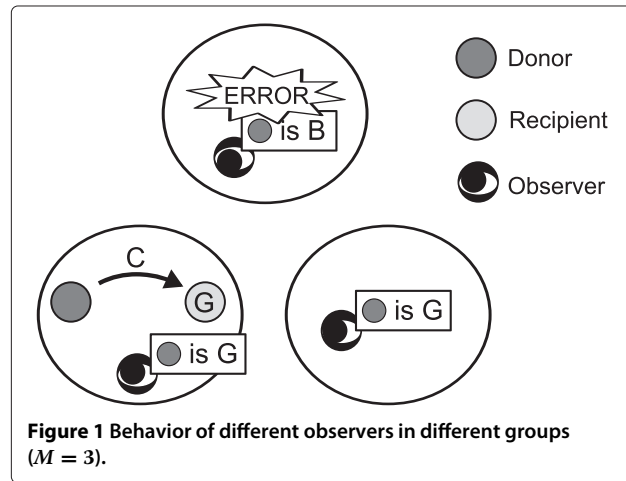 ERROR
is B
Donor
Recipient
Observer
C
G
is G
is G
Figure 1 Behavior of different observers in different groups
(M = 3).